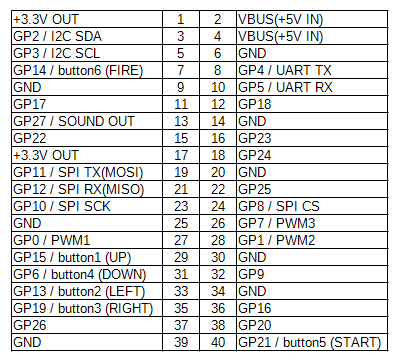 +3.3V OUT 1 2 VBUS(+5V IN)
GP2 / I2C SDA 3 4 VBUS(+5V IN)
GP3 / I2C SCL 5 6 GND
GP14 / button6 (FIRE) 7 8 GP4 / UART TX
GND 9 10 GP5 / UART RX
GP17 11 12 GP18
GP27 / SOUND OUT 13 14 GND
GP22 15 16 GP23
+3.3V OUT 17 18 GP24
GP11 / SPI TX(MOSI) 19 20 GND
GP12 / SPI RX(MISO) 21 22 GP25
GP10 / SPI SCK 23 24 GP8 / SPI CS
GND 25 26 GP7 / PWM3
GP0 / PWM1 27 28 GP1 / PWM2
GP15 / button1 (UP) 29 30 GND
GP6 / button4 (DOWN) 31 32 GP9
GP13 / button2 (LEFT) 33 34 GND
GP19 / button3 (RIGHT) 35 36 GP16
GP26 37 38 GP20
GND 39 40 GP21 / button5 (START)